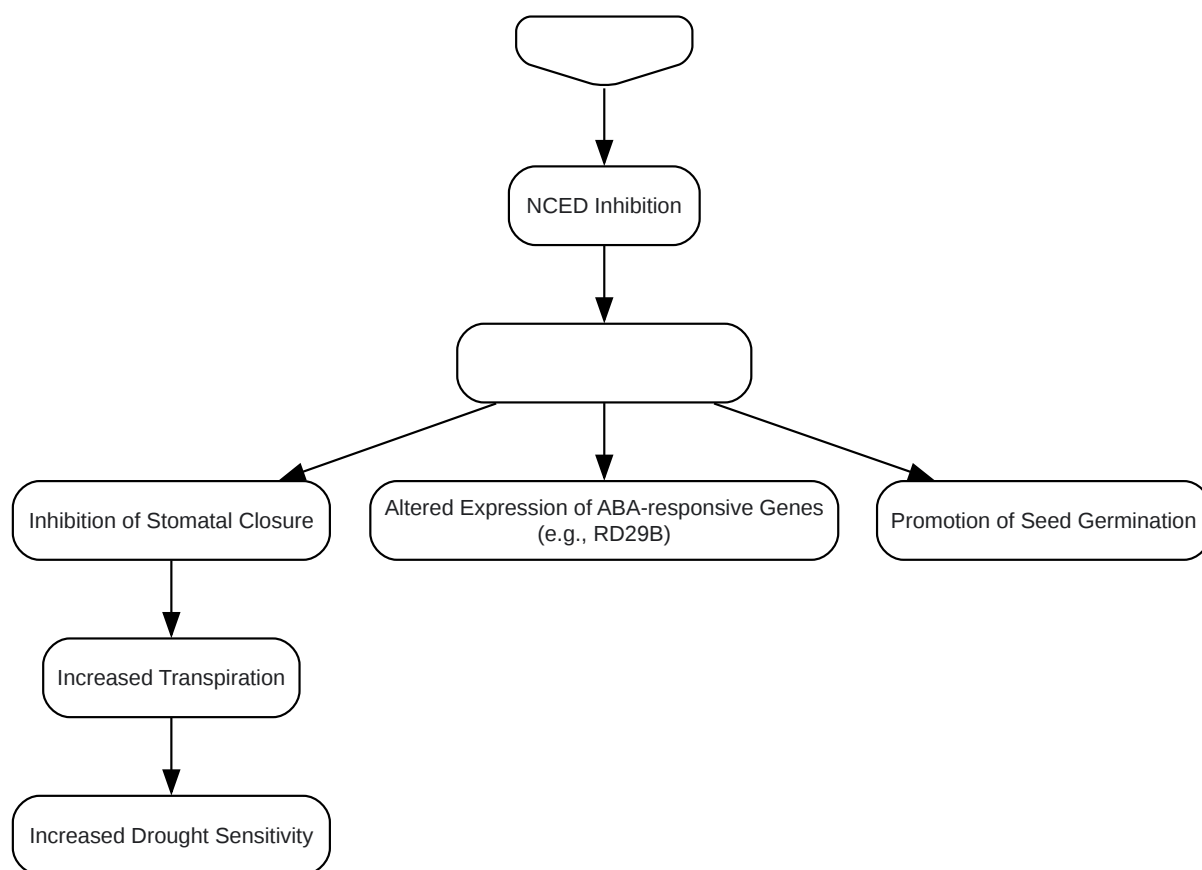 NCED Inhibition
Inhibition of Stomatal Closure
Altered Expression of ABA-responsive Genes
(e.g., RD29B)
Promotion of Seed Germination
Increased Transpiration
Increased Drought Sensitivity